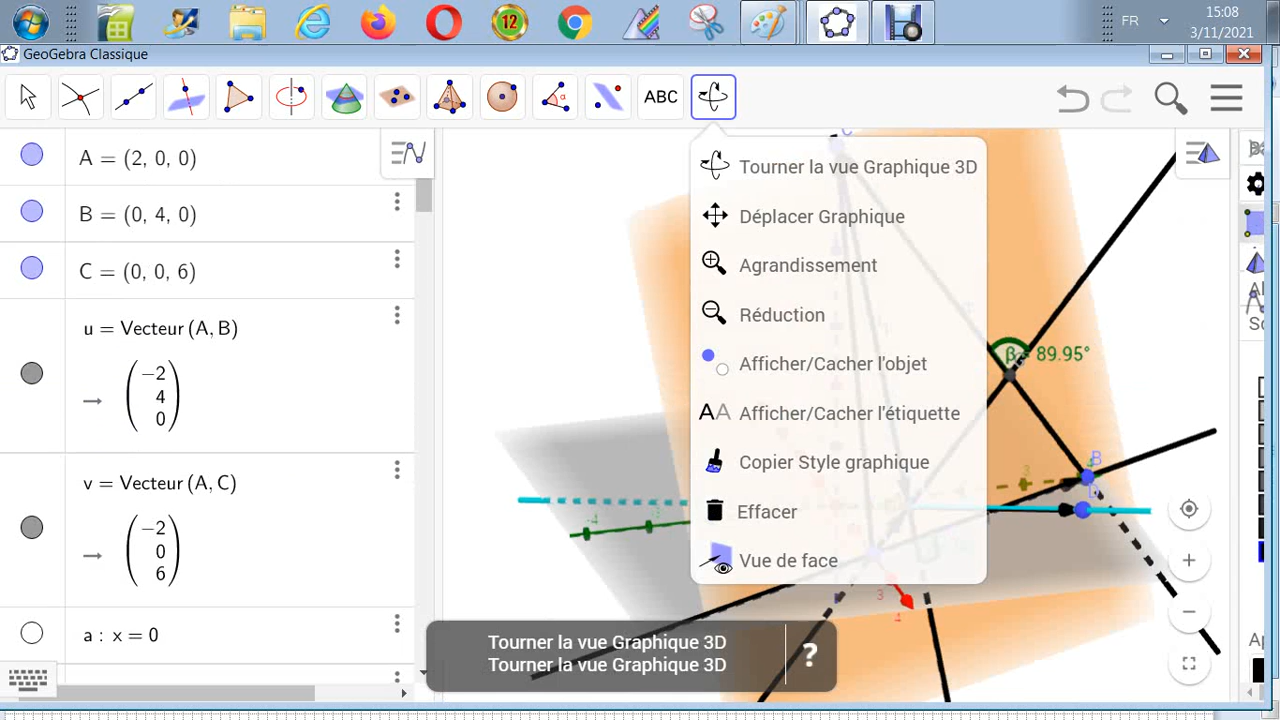 12
FR
15:08
3/11/2021
GeoGebra Classique
ABC
A = (2, 0, 0)
B = (0, 4, 0)
C = (0, 0, 6)
u = Vecteur (A, B)
→
−2
4
0
v = Vecteur (A, C)
→
−2
0
6
a : x = 0
Tourner la vue Graphique 3D
Déplacer Graphique
Agrandissement
Réduction
Afficher/Cacher l'objet
AA Afficher/Cacher l'étiquette
Copier Style graphique
Effacer
Vue de face
β = 89.95°
B
D
3
Tourner la vue Graphique 3D
Tourner la vue Graphique 3D
?